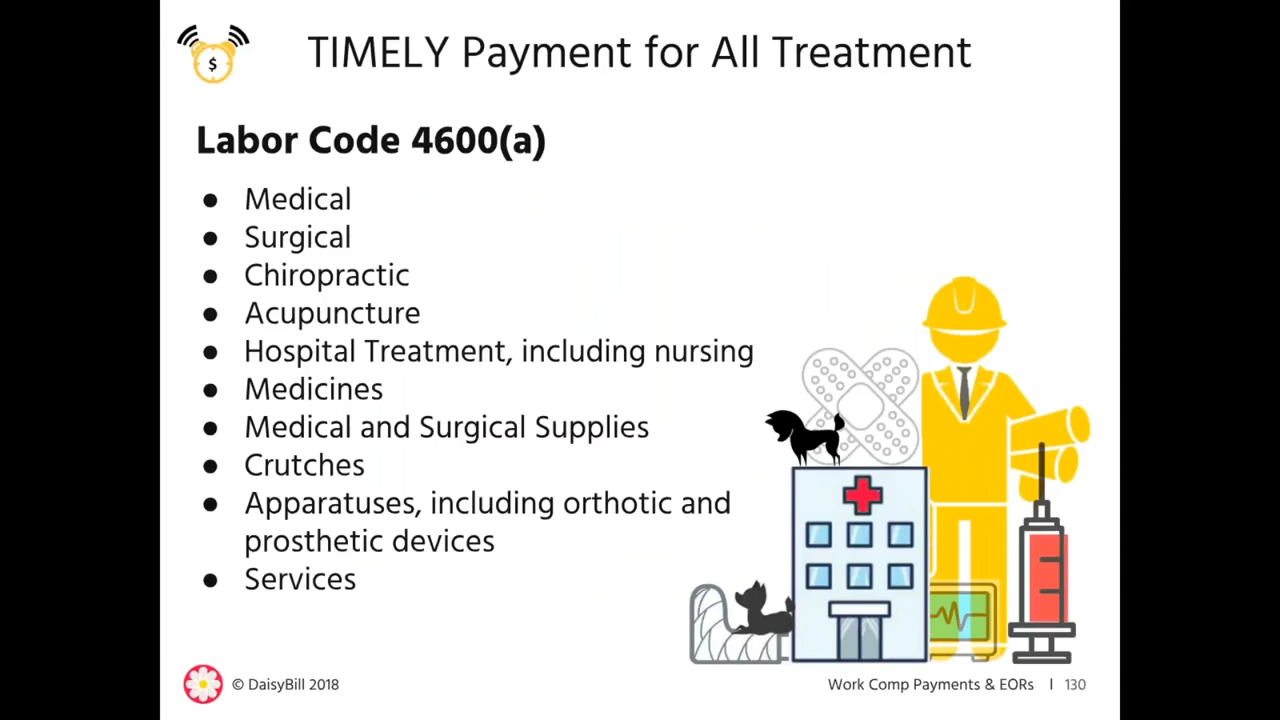 TIMELY Payment for All Treatment
$
Labor Code 4600(a)
● Medical
● Surgical
● Chiropractic
● Acupuncture
● Hospital Treatment, including nursing
● Medicines
● Medical and Surgical Supplies
● Crutches
● Apparatuses, including orthotic and
prosthetic devices
● Services
© DaisyBill 2018
Work Comp Payments & EORs | 130